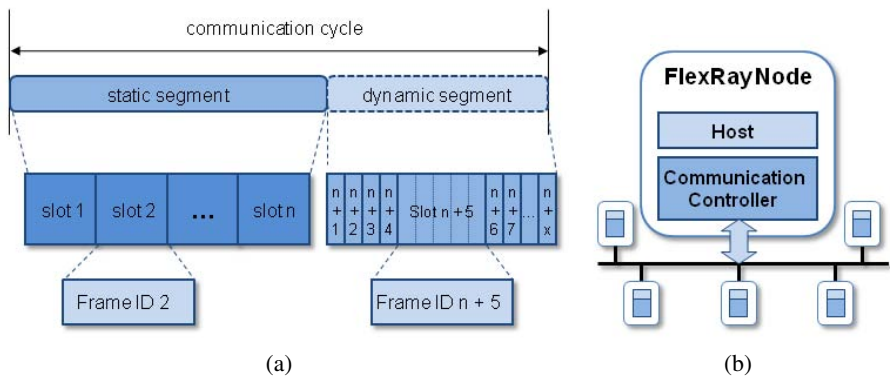 communication cycle
static segment
dynamic segment
slot 1
slot 2
...
slot n
n+1
n+2
n+3
n+4
Slot n + 5
n+6
n+7
...
n+x
Frame ID 2
Frame ID n + 5
(a)
FlexRayNode
Host
Communication
Controller
(b)